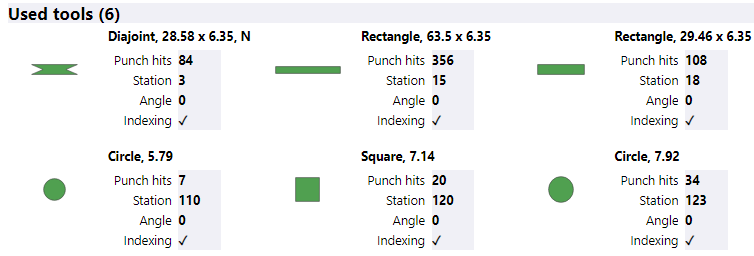 Used tools (6)
Diajoint, 28.58 x 6.35, N
Punch hits 84
Station 3
Angle 0
Indexing ✓
Rectangle, 63.5 x 6.35
Punch hits 356
Station 15
Angle 0
Indexing ✓
Rectangle, 29.46 x 6.35
Punch hits 108
Station 18
Angle 0
Indexing ✓
Circle, 5.79
Punch hits 7
Station 110
Angle 0
Indexing ✓
Square, 7.14
Punch hits 20
Station 120
Angle 0
Indexing ✓
Circle, 7.92
Punch hits 34
Station 123
Angle 0
Indexing ✓